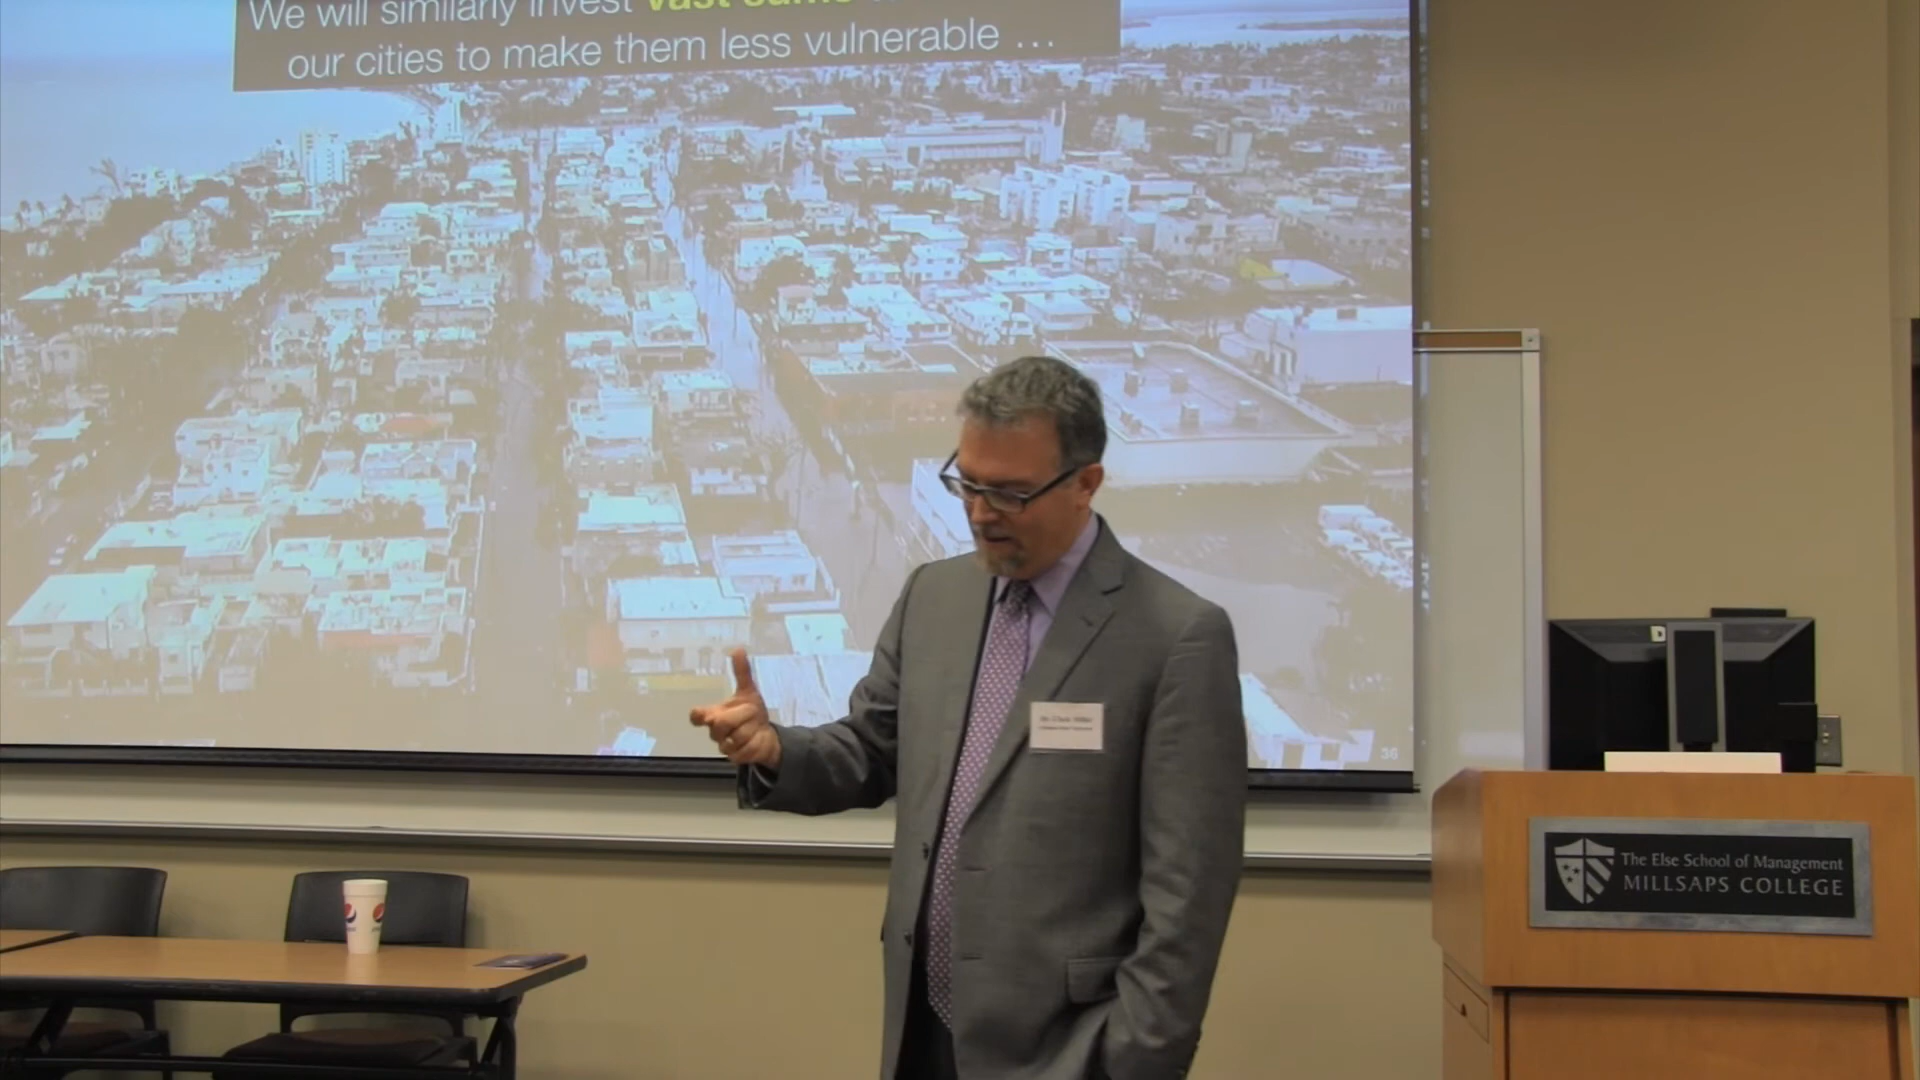 We will similarly invest vast sums
our cities to make them less vulnerable ...
36
The Else School of Management
MILLSAPS COLLEGE